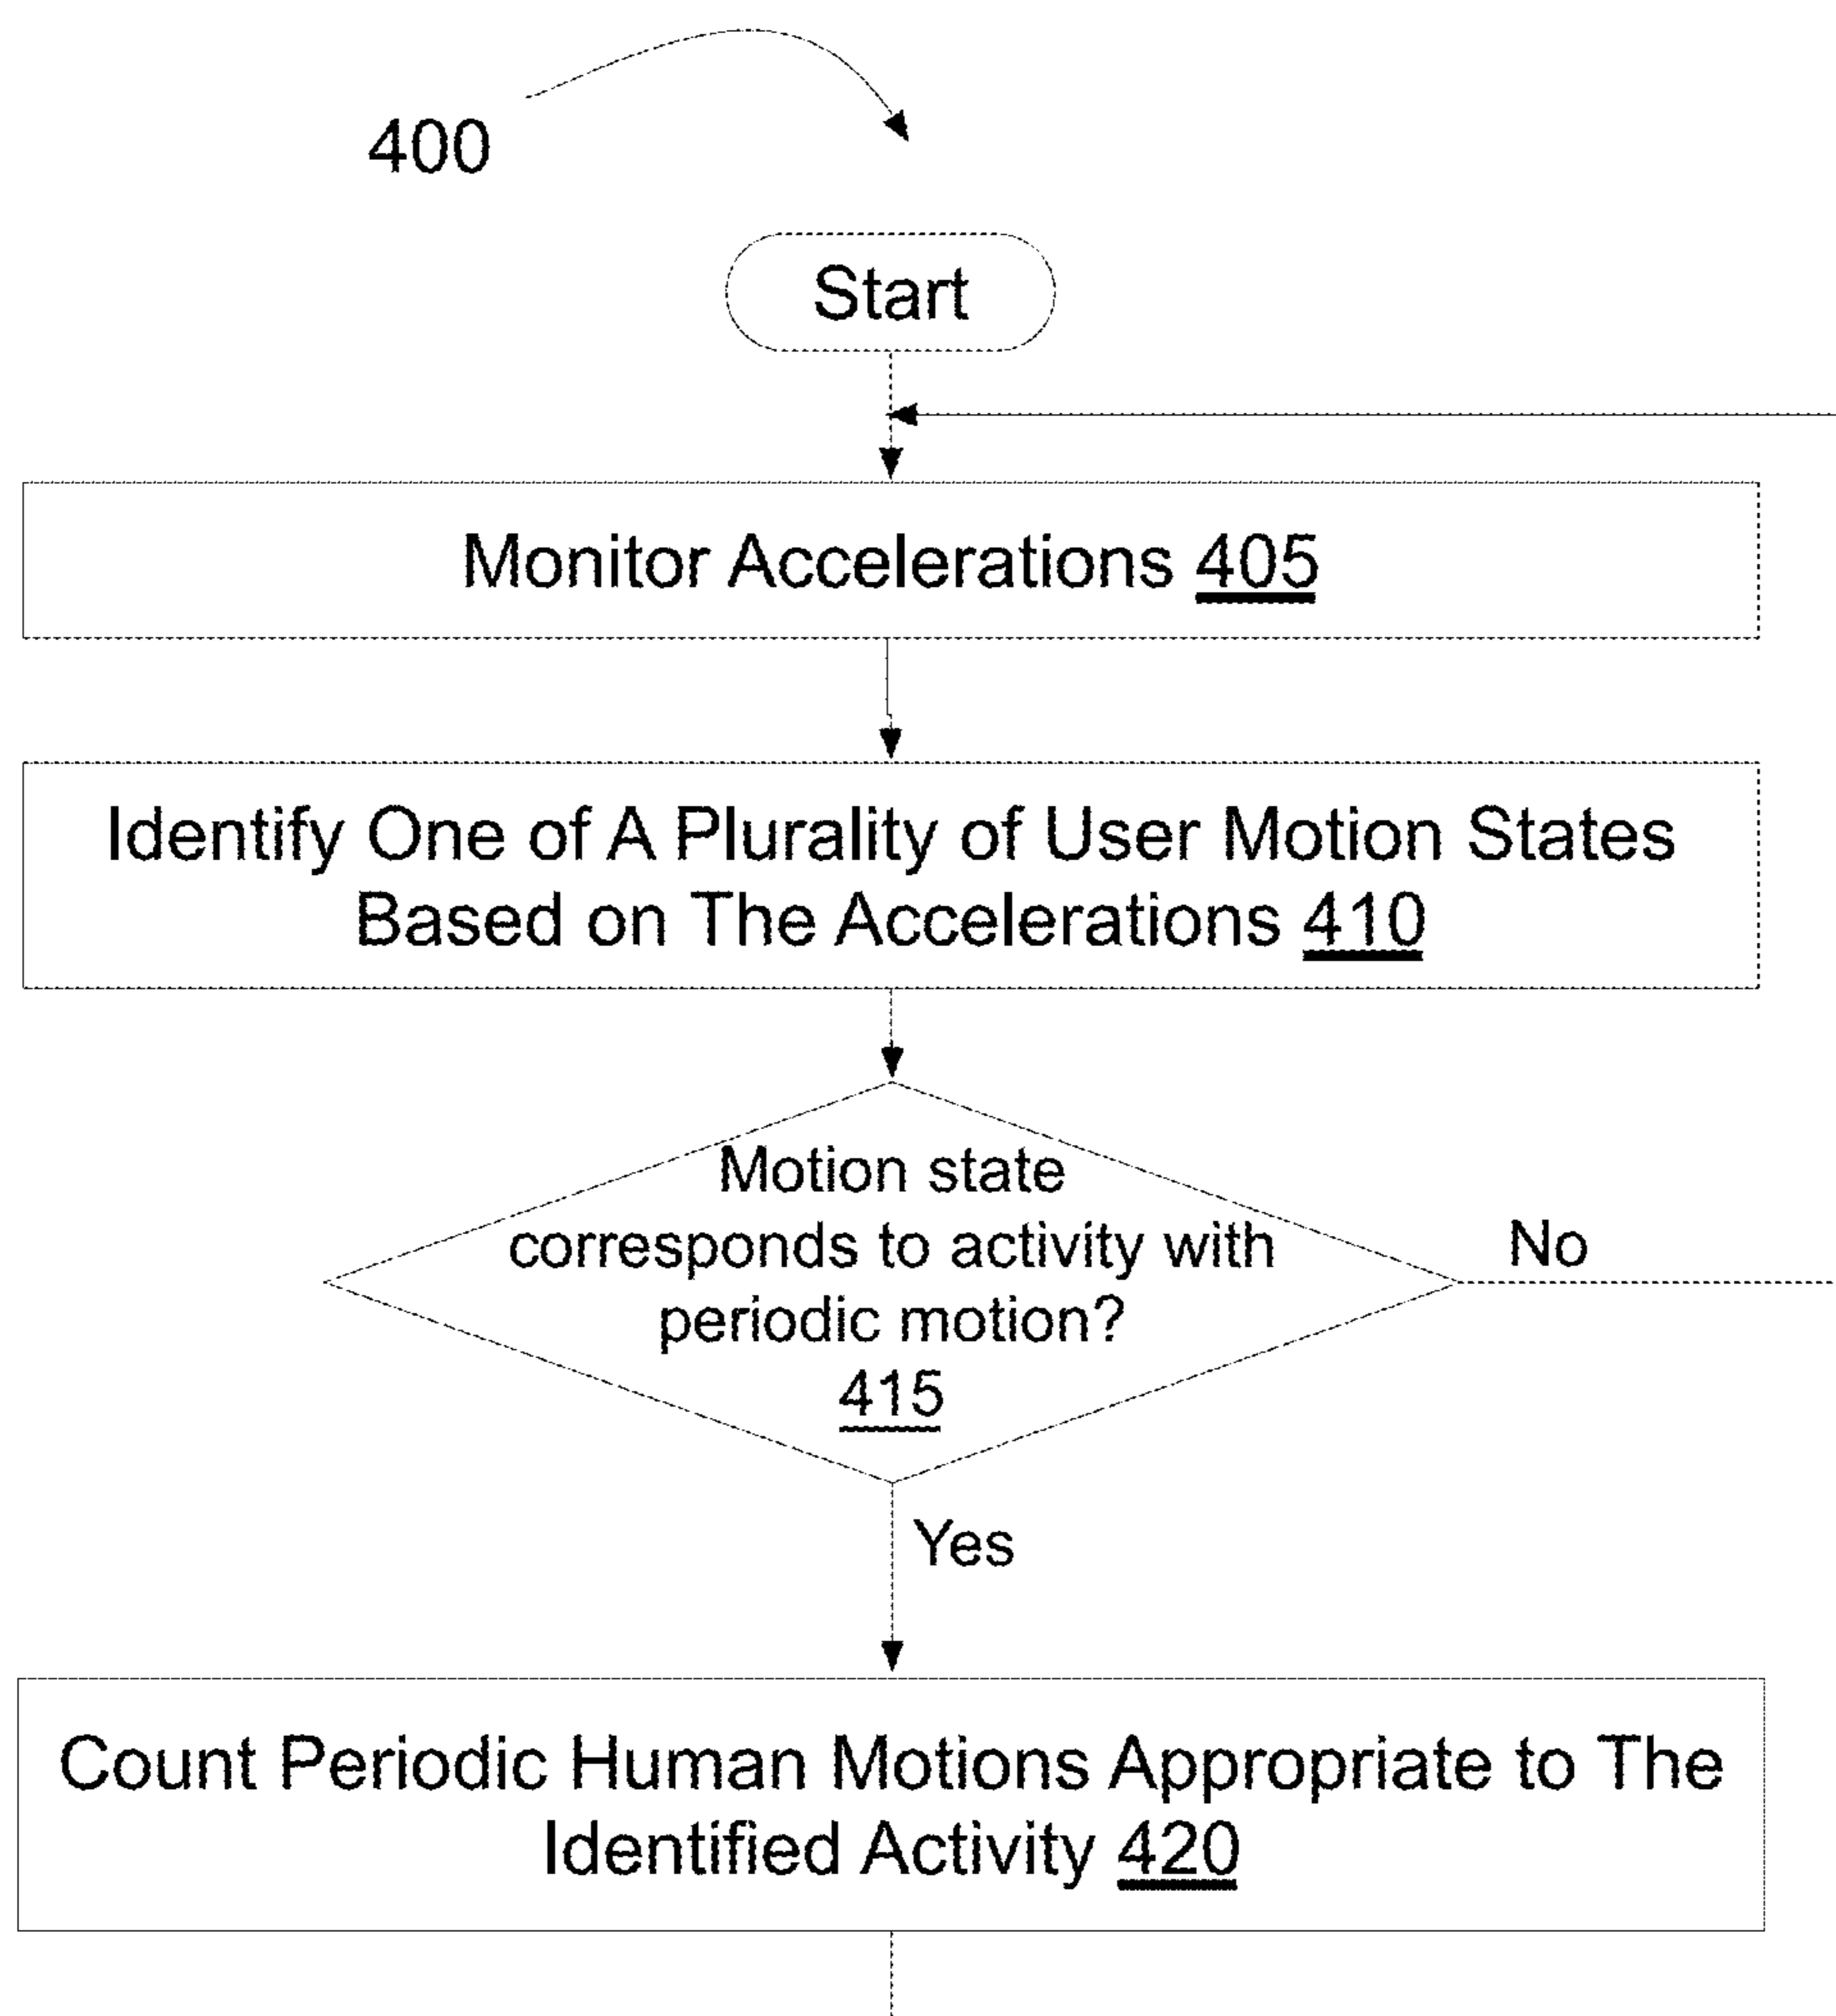 400
Start
Monitor Accelerations 405
Identify One of A Plurality of User Motion States
Based on The Accelerations 410
Motion state
corresponds to activity with
periodic motion?
415
No
Yes
Count Periodic Human Motions Appropriate to The
Identified Activity 420